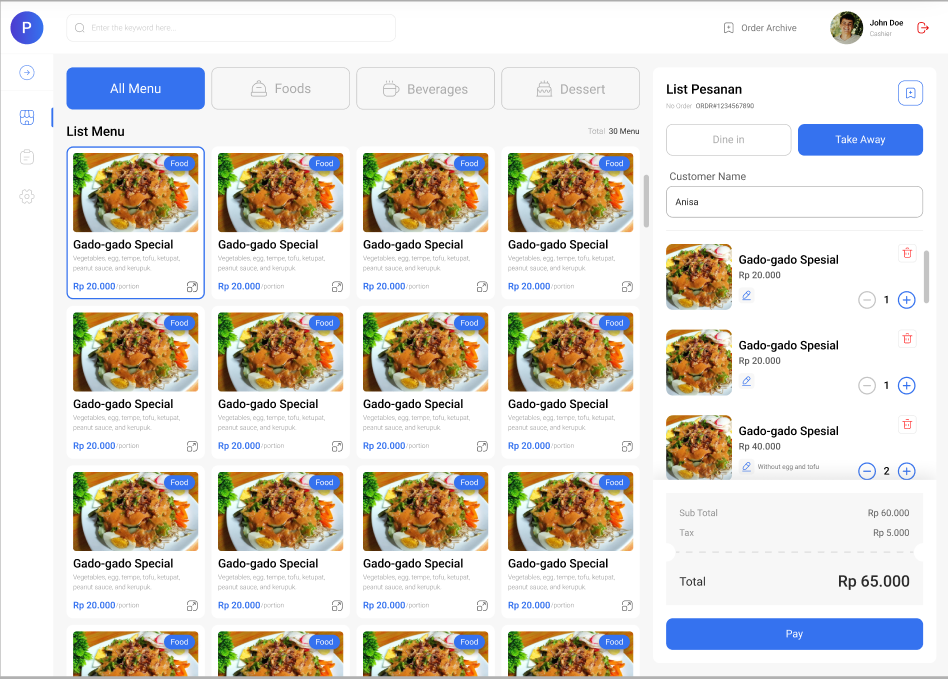 P
Enter the keyword here...
Order Archive
John Doe
Cashier
All Menu
Foods
Beverages
Dessert
List Menu
Total 30 Menu
Food
Gado-gado Special
Vegetables, egg, tempe, tofu, ketupat,
peanut sauce, and kerupuk.
Rp 20.000/portion
Food
Gado-gado Special
Vegetables, egg, tempe, tofu, ketupat,
peanut sauce, and kerupuk.
Rp 20.000/portion
Food
Gado-gado Special
Vegetables, egg, tempe, tofu, ketupat,
peanut sauce, and kerupuk.
Rp 20.000/portion
Food
Gado-gado Special
Vegetables, egg, tempe, tofu, ketupat,
peanut sauce, and kerupuk.
Rp 20.000/portion
Food
Gado-gado Special
Vegetables, egg, tempe, tofu, ketupat,
peanut sauce, and kerupuk.
Rp 20.000/portion
Food
Gado-gado Special
Vegetables, egg, tempe, tofu, ketupat,
peanut sauce, and kerupuk.
Rp 20.000/portion
Food
Gado-gado Special
Vegetables, egg, tempe, tofu, ketupat,
peanut sauce, and kerupuk.
Rp 20.000/portion
Food
Gado-gado Special
Vegetables, egg, tempe, tofu, ketupat,
peanut sauce, and kerupuk.
Rp 20.000/portion
Food
Gado-gado Special
Vegetables, egg, tempe, tofu, ketupat,
peanut sauce, and kerupuk.
Rp 20.000/portion
Food
Gado-gado Special
Vegetables, egg, tempe, tofu, ketupat,
peanut sauce, and kerupuk.
Rp 20.000/portion
Food
Gado-gado Special
Vegetables, egg, tempe, tofu, ketupat,
peanut sauce, and kerupuk.
Rp 20.000/portion
Food
Gado-gado Special
Vegetables, egg, tempe, tofu, ketupat,
peanut sauce, and kerupuk.
Rp 20.000/portion
Food
Food
Food
Food
List Pesanan
No Order ORDR#1234567890
Dine in
Take Away
Customer Name
Anisa
Gado-gado Spesial
Rp 20.000
1
Gado-gado Spesial
Rp 20.000
1
Gado-gado Spesial
Rp 40.000
Without egg and tofu
2
Sub Total Rp 60.000
Tax Rp 5.000
Total Rp 65.000
Pay